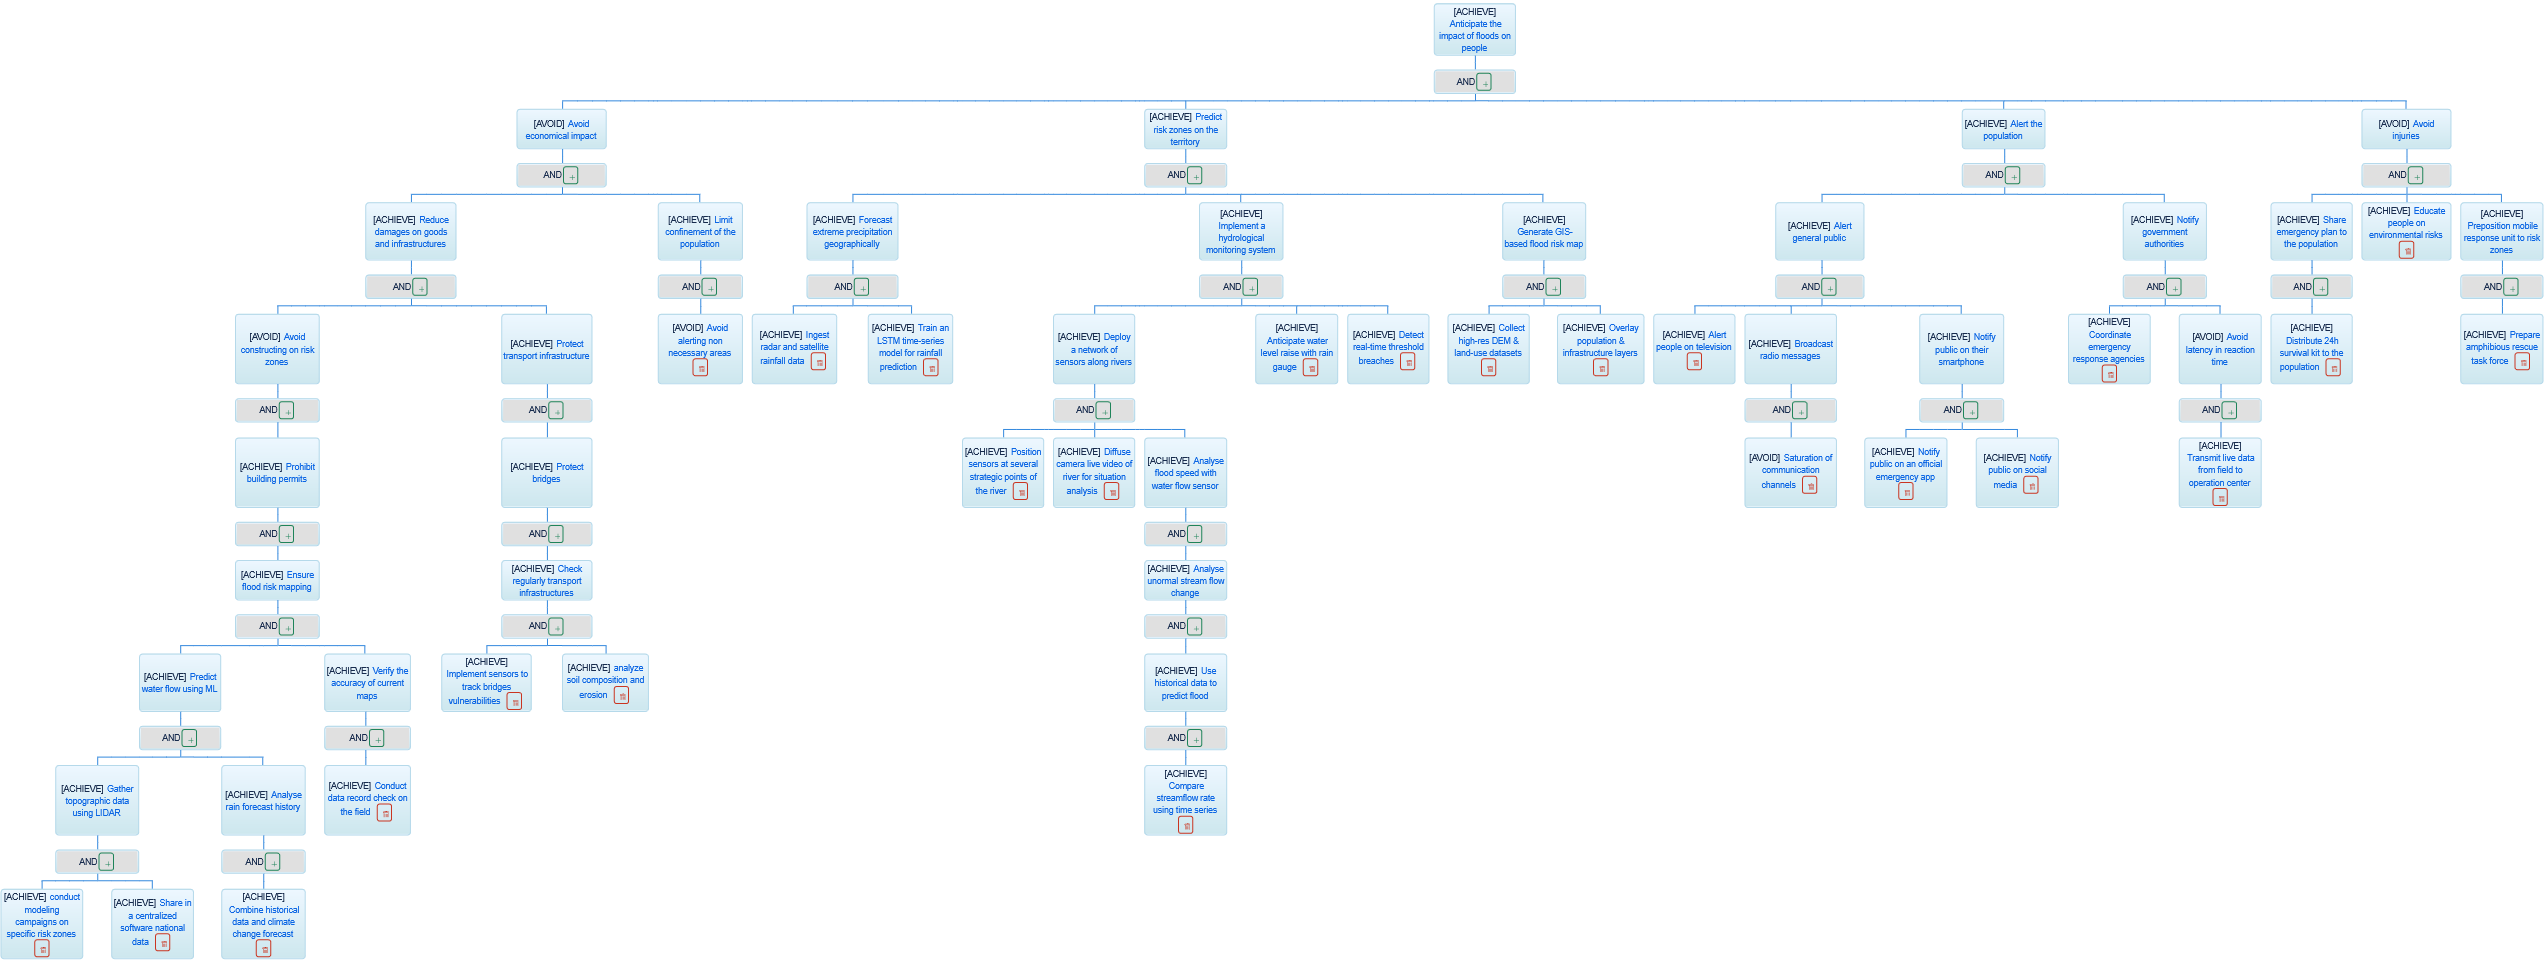 [ACHIEVE]
Anticipate the
impact of floods on
people
AND
[AVOID] Avoid
economical impact
[ACHIEVE] Predict
risk zones on the
territory
[ACHIEVE] Alert the
population
[AVOID] Avoid
injuries
AND
AND
AND
AND
[ACHIEVE] Reduce
damages on goods
and infrastructures
[ACHIEVE] Limit
confinement of the
population
[ACHIEVE] Forecast
extreme precipitation
geographically
[ACHIEVE]
Implement a
hydrological
monitoring system
[ACHIEVE]
Generate GIS-
based flood risk map
[ACHIEVE] Alert
general public
[ACHIEVE] Notify
government
authorities
[ACHIEVE] Share
emergency plan to
the population
[ACHIEVE] Educate
people on
environmental risks
[ACHIEVE]
Preposition mobile
response unit to risk
zones
AND
AND
AND
AND
AND
AND
AND
AND
AND
[AVOID] Avoid
constructing on risk
zones
[ACHIEVE] Protect
transport infrastructure
[AVOID] Avoid
alerting non
necessary areas
[ACHIEVE] Ingest
radar and satellite
rainfall data
[ACHIEVE] Train an
LSTM time-series
model for rainfall
prediction
[ACHIEVE] Deploy
a network of
sensors along rivers
[ACHIEVE]
Anticipate water
level raise with rain
gauge
[ACHIEVE] Detect
real-time threshold
breaches
[ACHIEVE] Collect
high-res DEM &
land-use datasets
[ACHIEVE] Overlay
population &
infrastructure layers
[ACHIEVE] Alert
people on television
[ACHIEVE] Broadcast
radio messages
[ACHIEVE] Notify
public on their
smartphone
[ACHIEVE]
Coordinate
emergency
response agencies
[AVOID] Avoid
latency in reaction
time
[ACHIEVE]
Distribute 24h
survival kit to the
population
[ACHIEVE] Prepare
amphibious rescue
task force
AND
AND
AND
AND
AND
AND
[ACHIEVE] Prohibit
building permits
[ACHIEVE] Protect
bridges
[ACHIEVE] Position
sensors at several
strategic points of
the river
[ACHIEVE] Diffuse
camera live video of
river for situation
analysis
[ACHIEVE] Analyse
flood speed with
water flow sensor
[AVOID] Saturation of
communication
channels
[ACHIEVE] Notify
public on an official
emergency app
[ACHIEVE] Notify
public on social
media
[ACHIEVE]
Transmit live data
from field to
operation center
AND
AND
AND
[ACHIEVE] Ensure
flood risk mapping
[ACHIEVE] Check
regularly transport
infrastructures
[ACHIEVE] Analyse
unormal stream flow
change
AND
AND
AND
[ACHIEVE] Predict
water flow using ML
[ACHIEVE] Verify the
accuracy of current
maps
[ACHIEVE]
Implement sensors to
track bridges
vulnerabilities
[ACHIEVE] analyze
soil composition and
erosion
[ACHIEVE] Use
historical data to
predict flood
AND
AND
AND
[ACHIEVE] Gather
topographic data
using LIDAR
[ACHIEVE] Analyse
rain forecast history
[ACHIEVE] Conduct
data record check on
the field
[ACHIEVE]
Compare
streamflow rate
using time series
AND
AND
[ACHIEVE] conduct
modeling
campaigns on
specific risk zones
[ACHIEVE] Share in
a centralized
software national
data
[ACHIEVE]
Combine historical
data and climate
change forecast